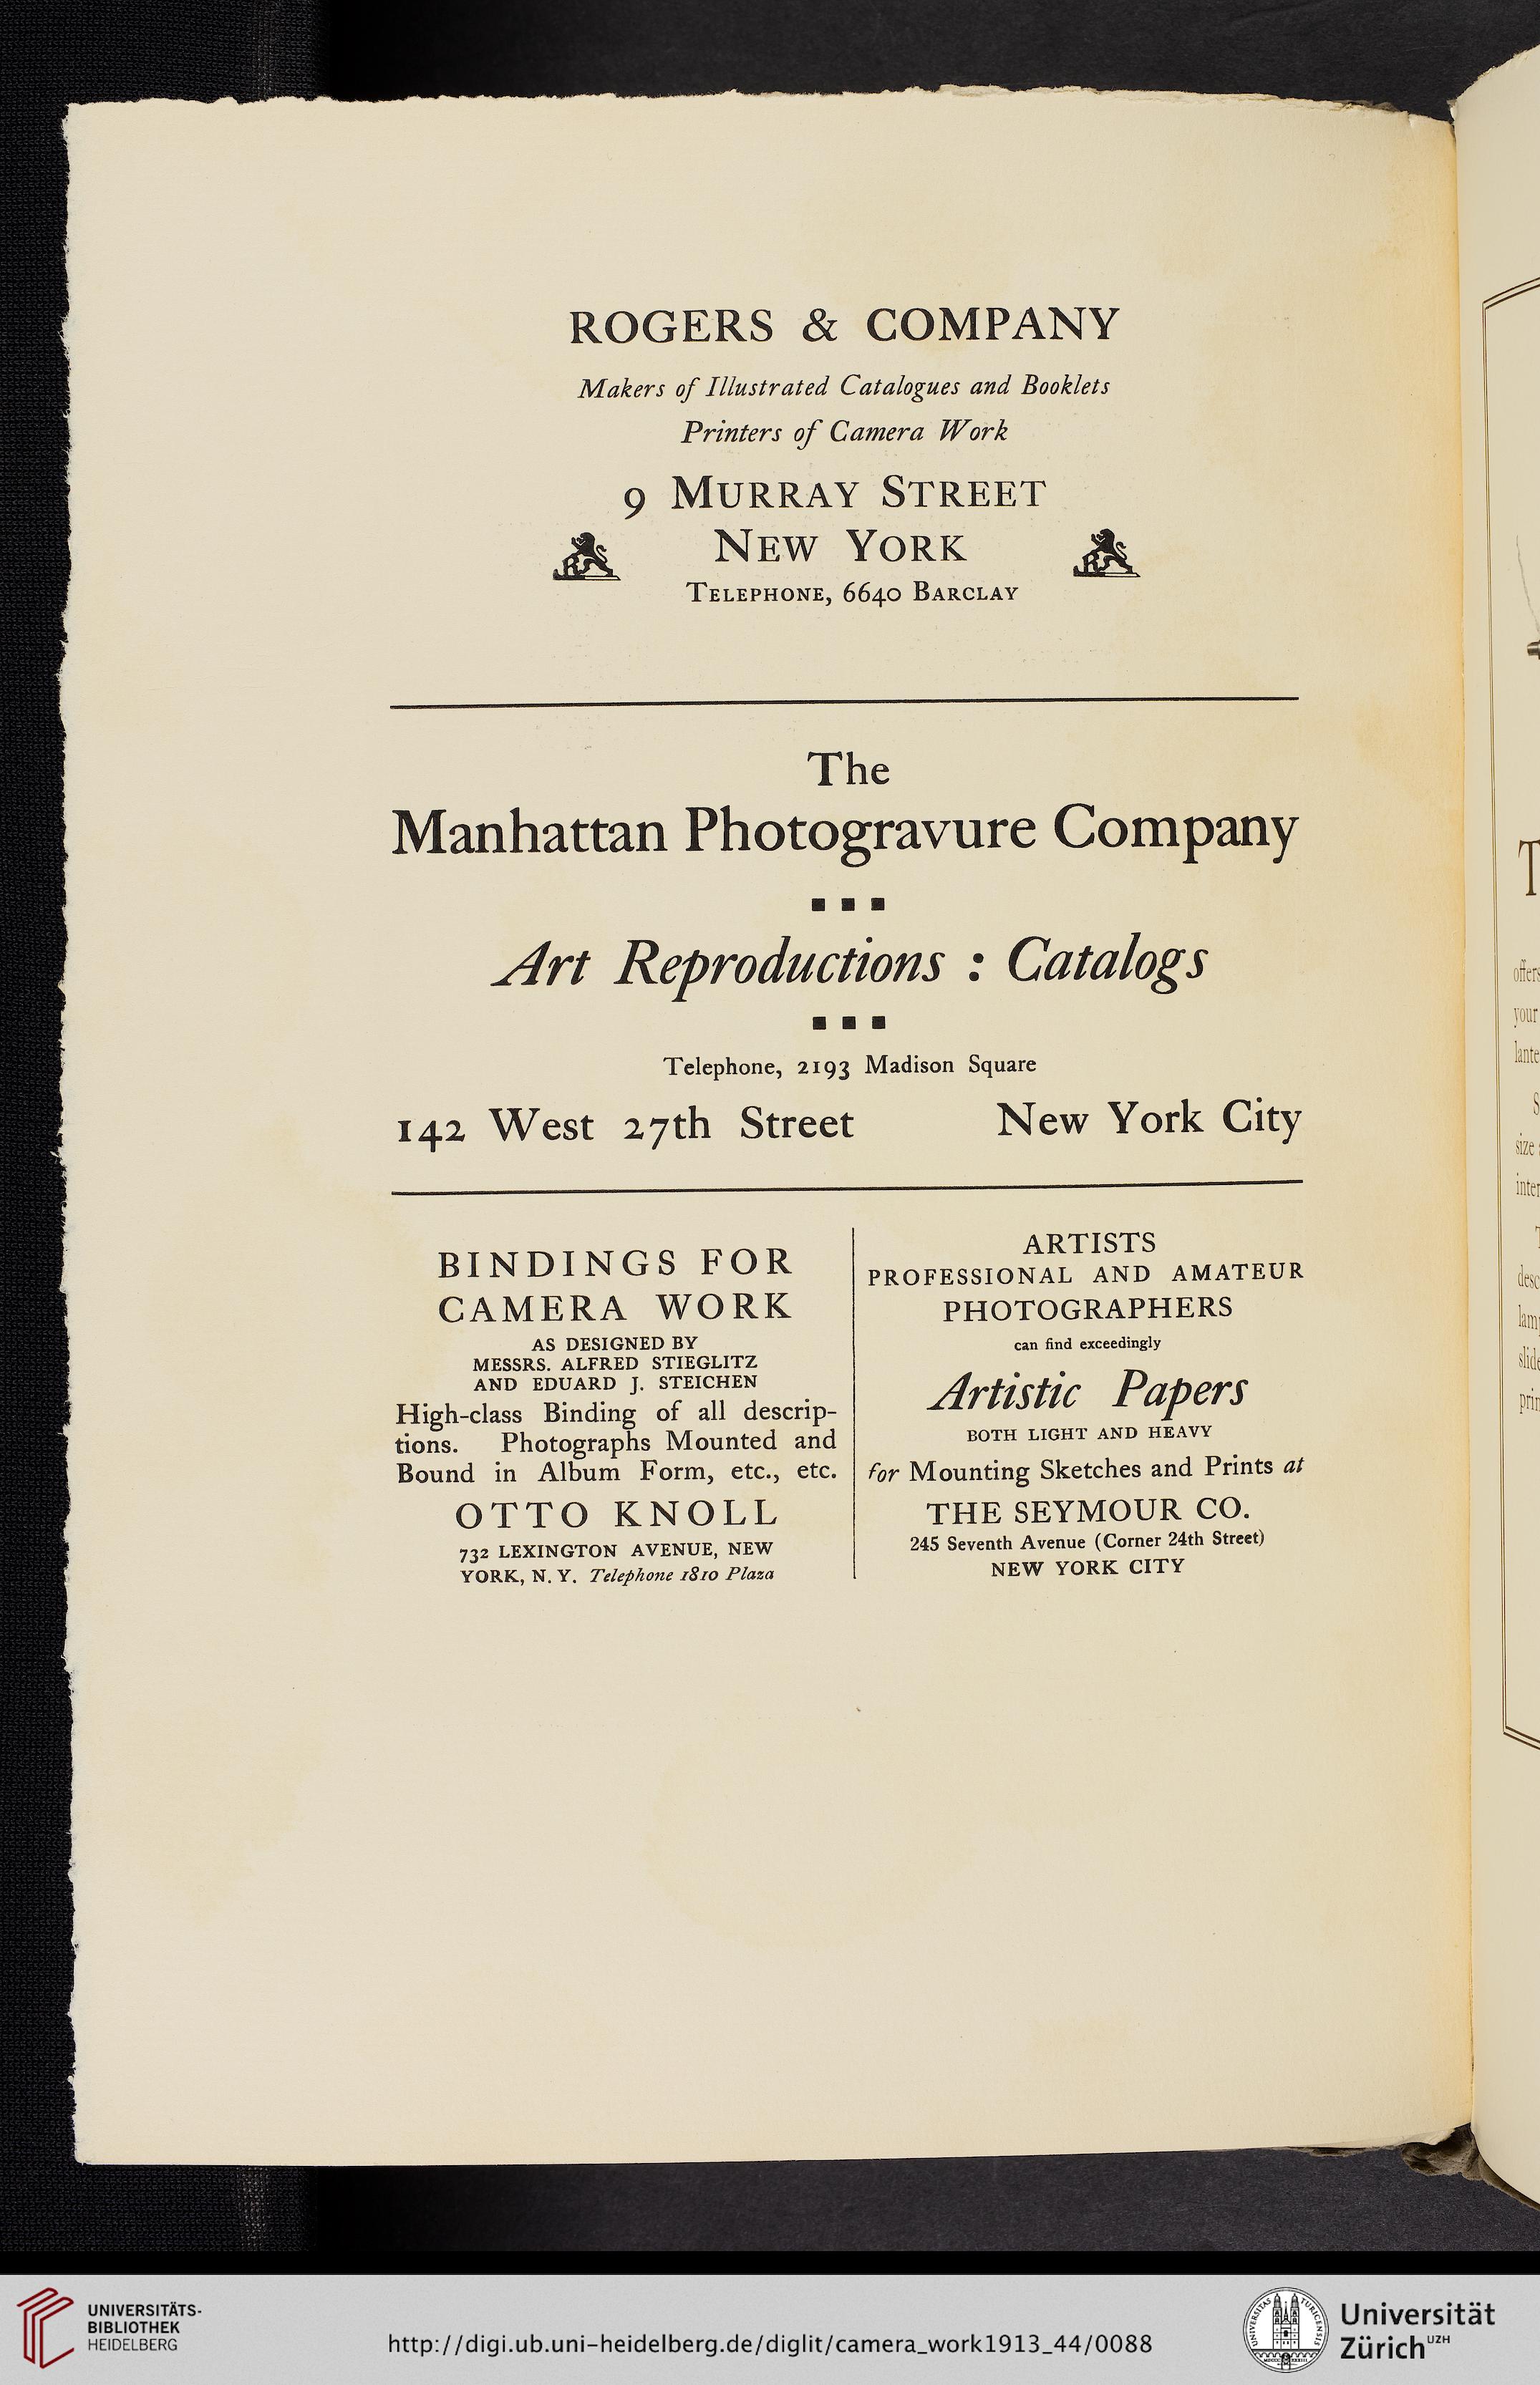 ROGERS & COMPANY
Makers of Illustrated Catalogues and Booklets
Printers of Camera Work
9 MURRAY STREET
NEW YORK
TELEPHONE, 6640 BARCLAY
The
Manhattan Photogravure Company
Art Reproductions : Catalogs
Telephone, 2193 Madison Square
142 West 27th Street New York City
BINDINGS FOR
CAMERA WORK
AS DESIGNED BY
MESSRS. ALFRED STIEGLITZ
AND EDUARD J. STEICHEN
High-class Binding of all descrip-
tions. Photographs Mounted and
Bound in Album Form, etc., etc.
OTTO KNOLL
732 LEXINGTON AVENUE, NEW
YORK, N. Y. Telephone 1810 Plaza
ARTISTS
PROFESSIONAL AND AMATEUR
PHOTOGRAPHERS
can find exceedingly
Artistic Papers
BOTH LIGHT AND HEAVY
for Mounting Sketches and Prints at
THE SEYMOUR CO.
245 Seventh Avenue (Corner 24th Street)
NEW YORK CITY
your
size
UNIVERSITÄTS-
BIBLIOTHEK
HEIDELBERG
http://digi.ub.uni-heidelberg.de/diglit/camera_work1913_44/0088
Universität
Zürich UZH